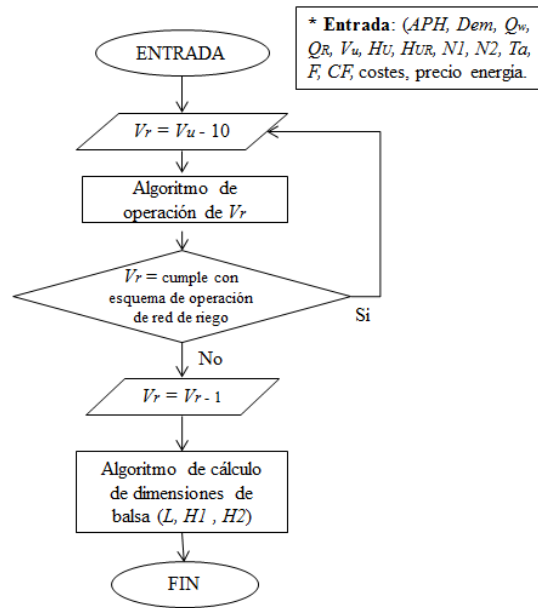 ENTRADA
* Entrada: (APH, Dem, Qw,
QR, Vu, HU, HUR, N1, N2, Ta,
F, CF, costes, precio energía.
Vr = Vu - 10
Algoritmo de
operación de Vr
Vr = cumple con
esquema de operación
de red de riego
Si
No
Vr = Vr - 1
Algoritmo de cálculo
de dimensiones de
balsa (L, H1 , H2)
FIN